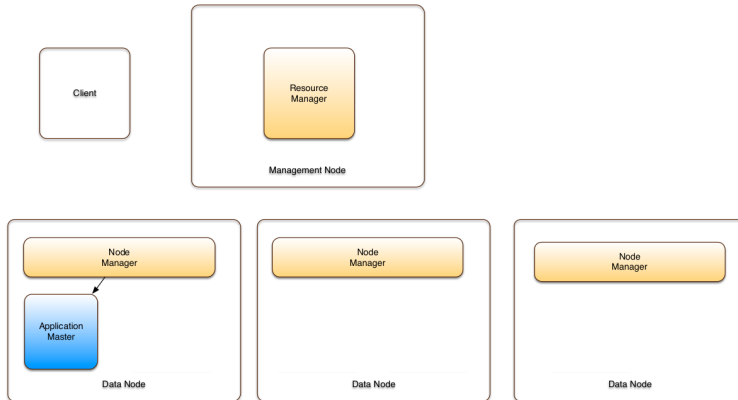 Client
Resource
Manager
Management Node
Node
Manager
Node
Manager
Node
Manager
Application
Master
Data Node
Data Node
Data Node